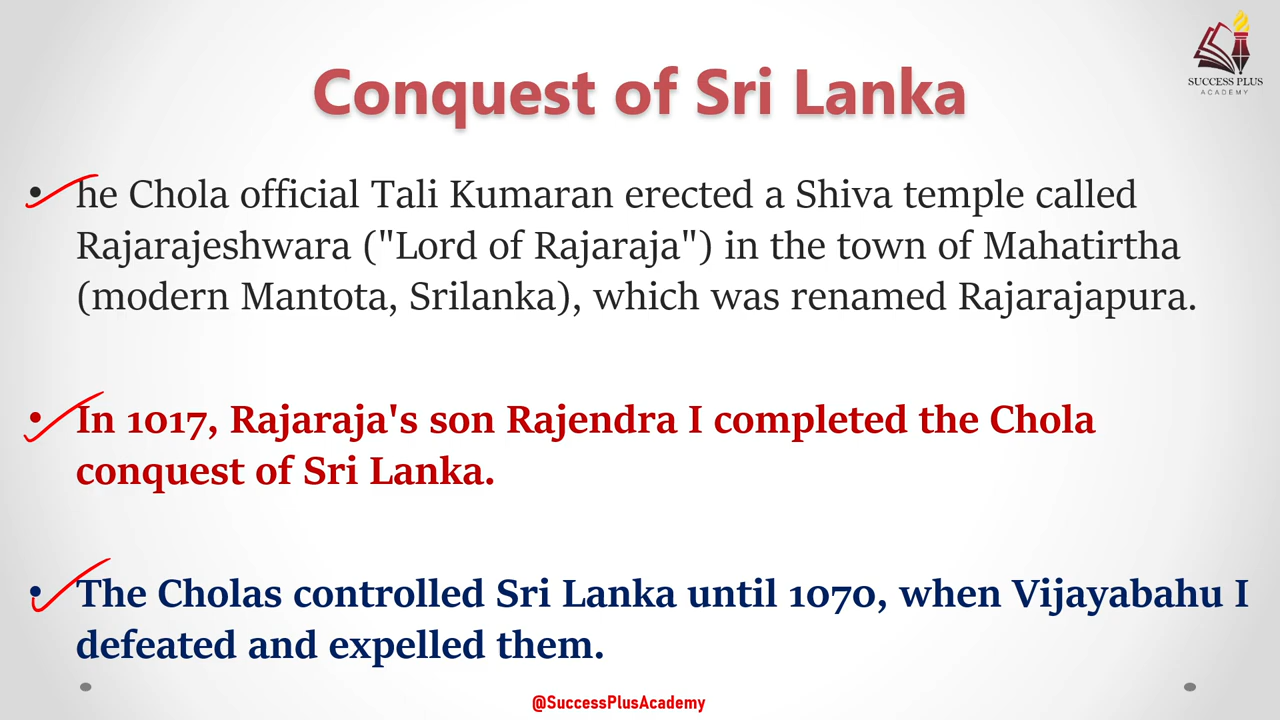 SUCCESS PLUS
ACADEMY
Conquest of Sri Lanka
• he Chola official Tali Kumaran erected a Shiva temple called
Rajarajeshwara ("Lord of Rajaraja") in the town of Mahatirtha
(modern Mantota, Srilanka), which was renamed Rajarajapura.
• In 1017, Rajaraja's son Rajendra I completed the Chola
conquest of Sri Lanka.
• The Cholas controlled Sri Lanka until 1070, when Vijayabahu I
defeated and expelled them.
@SuccessPlusAcademy